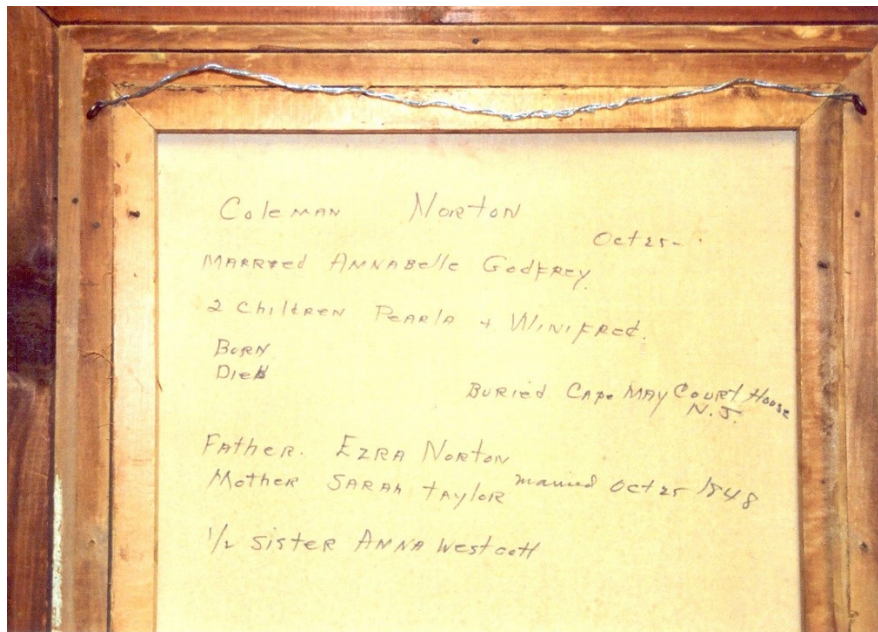 Coleman Norton
Oct 25-
Married Annabelle Godfrey.
2 Children Pearla + Winifred.
Born
Died
Buried Cape May Court House
N.J.
Father. Ezra Norton
Mother Sarah Taylor married Oct 25 1848
1/2 Sister Anna Westcott